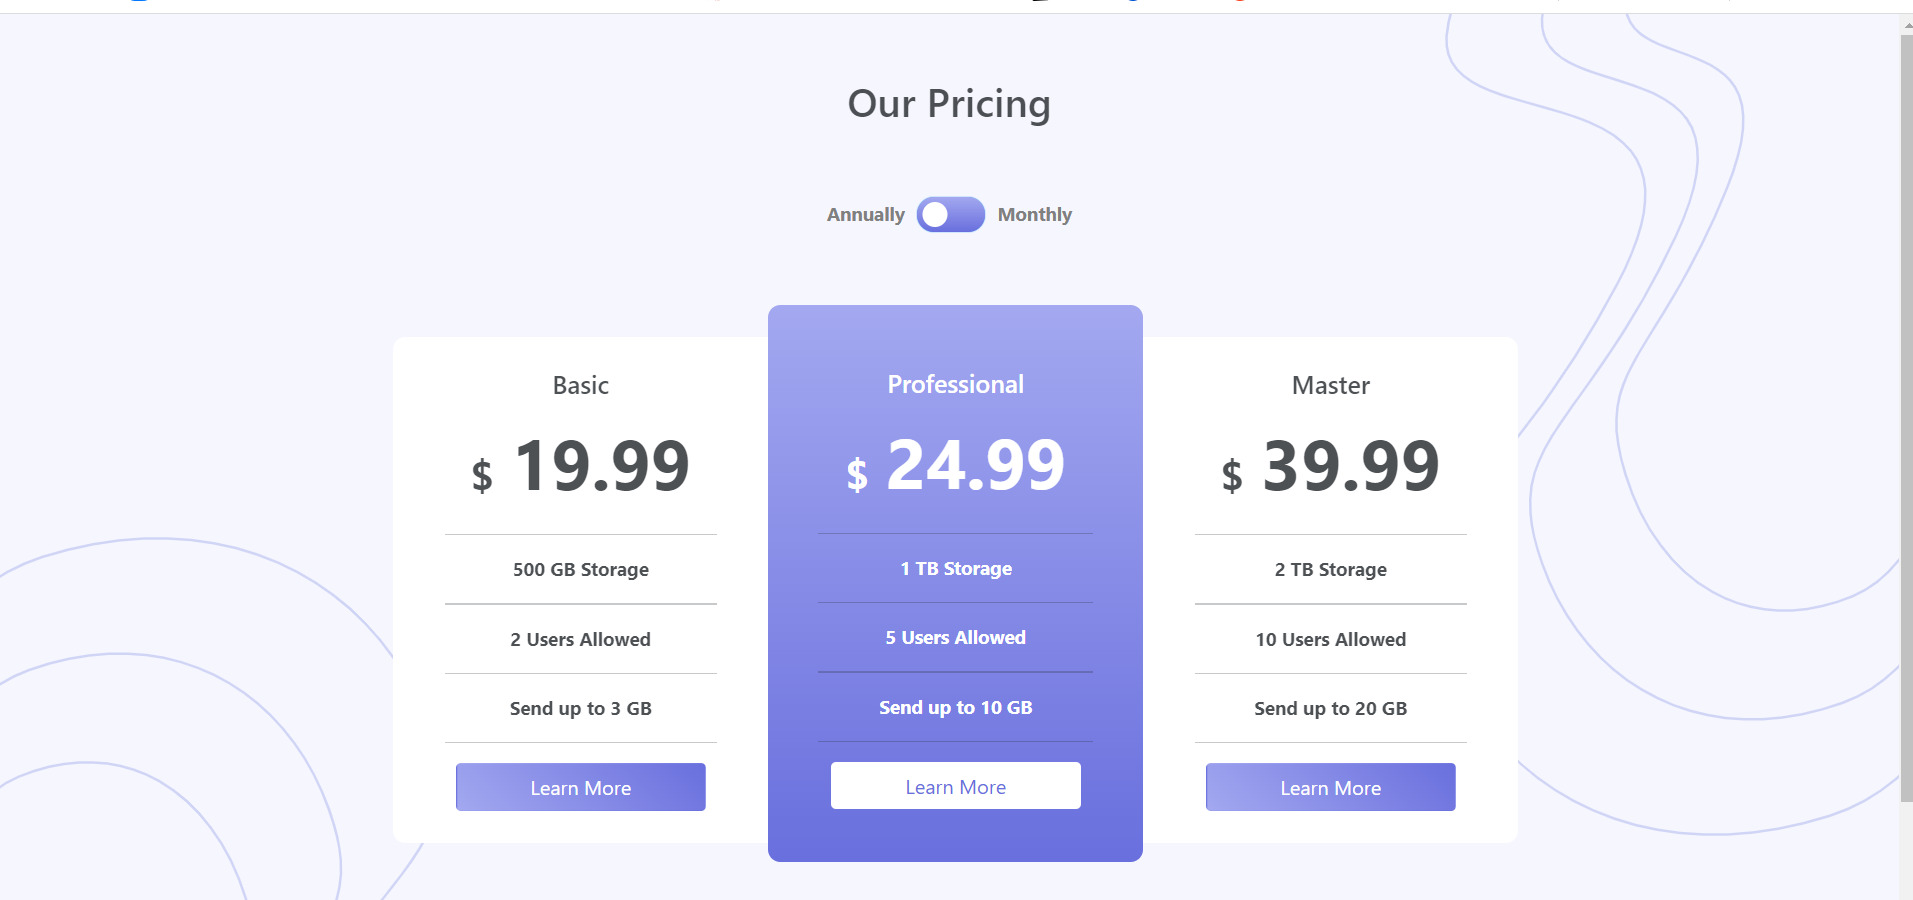 Our Pricing
Annually Monthly
Basic
$ 19.99
500 GB Storage
2 Users Allowed
Send up to 3 GB
Learn More
Professional
$ 24.99
1 TB Storage
5 Users Allowed
Send up to 10 GB
Learn More
Master
$ 39.99
2 TB Storage
10 Users Allowed
Send up to 20 GB
Learn More